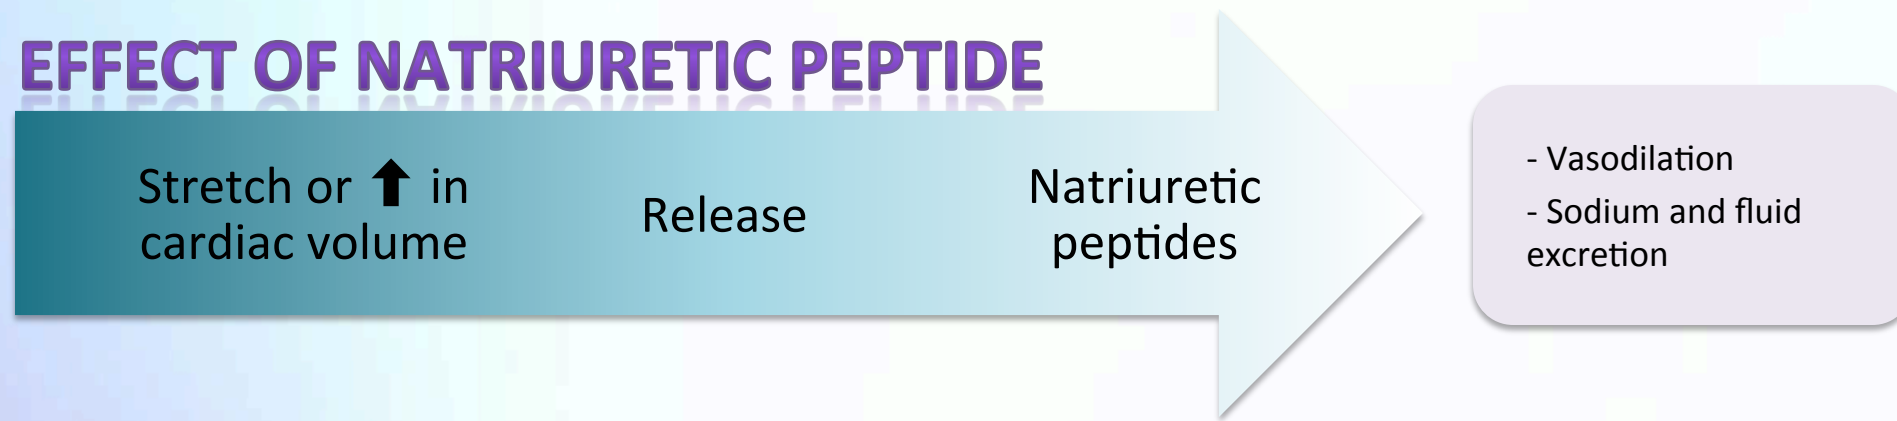 EFFECT OF NATRIURETIC PEPTIDE
Stretch or ⬆ in
cardiac volume
Release
Natriuretic
peptides
- Vasodilation
- Sodium and fluid
excretion